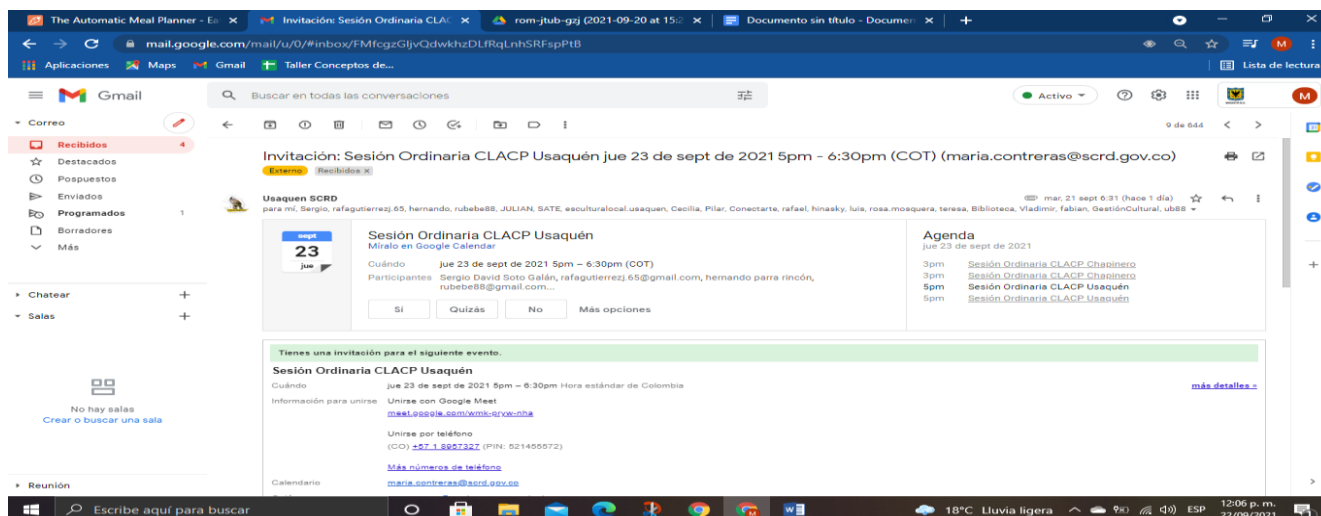 The Automatic Meal Planner - Ea
Invitación: Sesión Ordinaria CLAC
rom-jtub-gzj (2021-09-20 at 15:2
Documento sin título - Documen
mail.google.com/mail/u/0/#inbox/FMfcgzGljvQdwkhzDLfRqLnhSRFspPtB
Aplicaciones Maps Gmail Taller Conceptos de... Lista de lectura
Gmail
Buscar en todas las conversaciones
Activo
M
Correo
9 de 644
Recibidos 4
Destacados
Pospuestos
Enviados
Programados 1
Borradores
Más
Chatear
Salas
No hay salas
Crear o buscar una sala
Reunión
Invitación: Sesión Ordinaria CLACP Usaquén jue 23 de sept de 2021 5pm - 6:30pm (COT) (maria.contreras@scrd.gov.co)
Externo Recibidos x
Usaquen SCRD
mar, 21 sept 6:31 (hace 1 día)
para mí, Sergio, rafagutierrezj.65, hernando, rubebe88, JULIAN, SATE, esculturalocal.usaquen, Cecilia, Pilar, Conectarte, rafael, hinasky, luis, rosa.mosquera, teresa, Biblioteca, Vladimir, fabian, GestiónCultural, ub88
sept
23
jue
Sesión Ordinaria CLACP Usaquén
Míralo en Google Calendar
Cuándo jue 23 de sept de 2021 5pm – 6:30pm (COT)
Participantes Sergio David Soto Galán, rafagutierrezj.65@gmail.com, hernando parra rincón,
rubebe88@gmail.com...
Sí Quizás No Más opciones
Agenda
jue 23 de sept de 2021
3pm Sesión Ordinaria CLACP Chapinero
3pm Sesión Ordinaria CLACP Chapinero
5pm Sesión Ordinaria CLACP Usaquén
5pm Sesión Ordinaria CLACP Usaquén
Tienes una invitación para el siguiente evento.
Sesión Ordinaria CLACP Usaquén
Cuándo jue 23 de sept de 2021 5pm – 6:30pm Hora estándar de Colombia
más detalles »
Información para unirse Unirse con Google Meet
meet.google.com/wmk-pryw-nha
Unirse por teléfono
(CO) +57 1 8957327 (PIN: 521455572)
Más números de teléfono
Calendario maria.contreras@scrd.gov.co
Escribe aquí para buscar
18°C Lluvia ligera
ESP
12:06 p. m.
22/09/2021